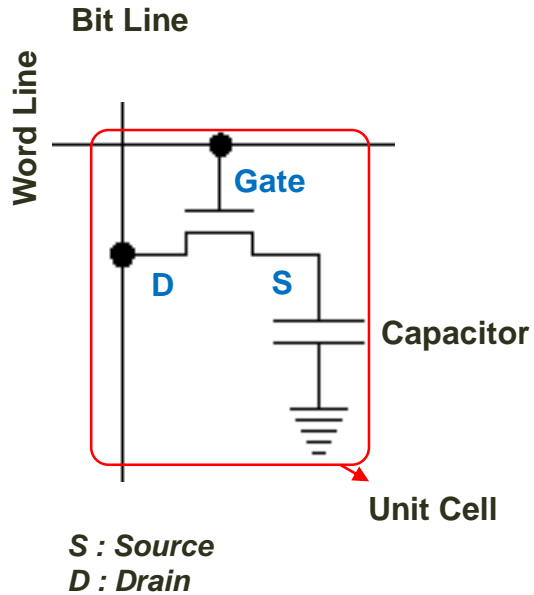 Bit Line
Word Line
Gate
D
S
Capacitor
Unit Cell
S : Source
D : Drain